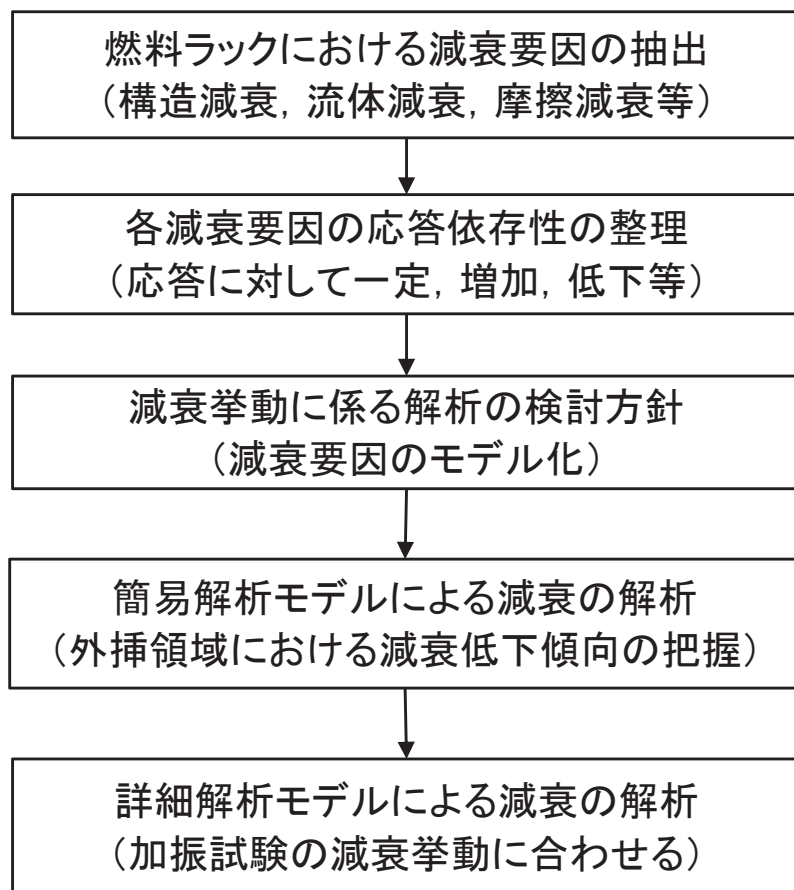 燃料ラックにおける減衰要因の抽出
（構造減衰，流体減衰，摩擦減衰等）
各減衰要因の応答依存性の整理
（応答に対して一定，増加，低下等）
減衰挙動に係る解析の検討方針
（減衰要因のモデル化）
簡易解析モデルによる減衰の解析
（外挿領域における減衰低下傾向の把握）
詳細解析モデルによる減衰の解析
（加振試験の減衰挙動に合わせる）